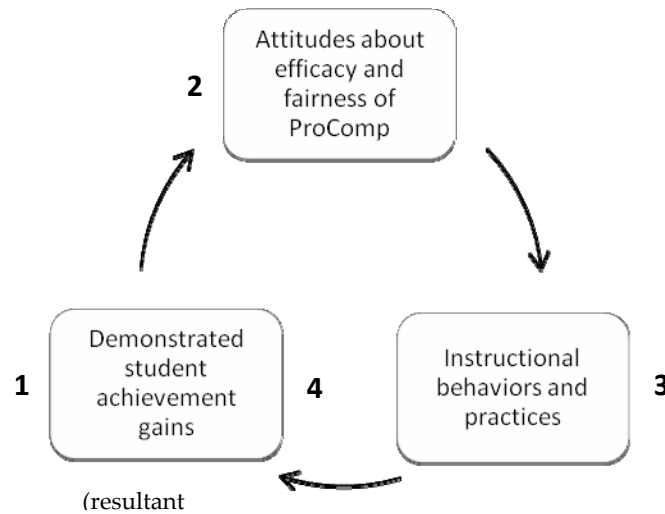 Attitudes about
efficacy and
fairness of
ProComp
2
Demonstrated
student
achievement
gains
1
4
Instructional
behaviors and
practices
3
(resultant